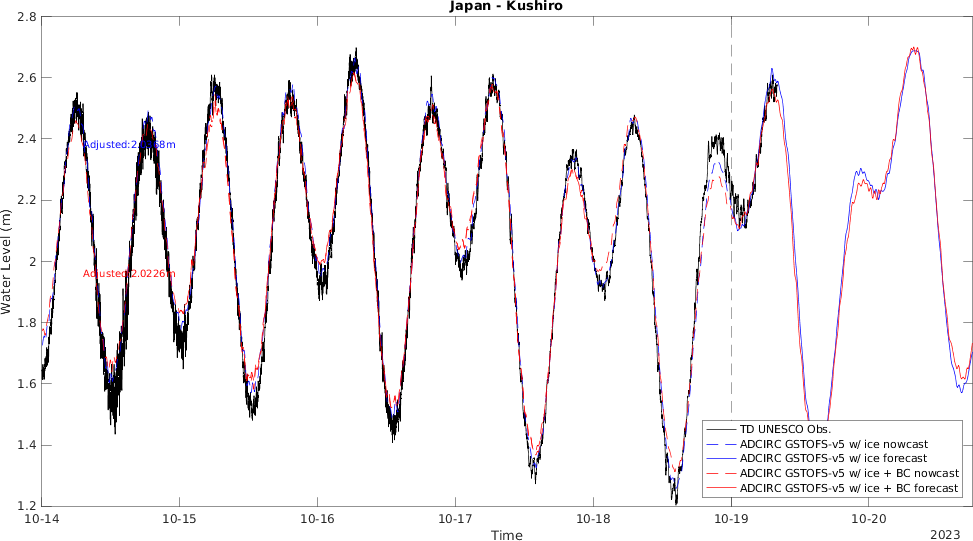 Japan - Kushiro
2.8
2.6
2.4
2.2
2
1.8
1.6
1.4
1.2
Water Level (m)
Adjusted:2.0226m
TD UNESCO Obs.
ADCIRC GSTOFS-v5 w/ ice nowcast
ADCIRC GSTOFS-v5 w/ ice forecast
ADCIRC GSTOFS-v5 w/ ice + BC nowcast
ADCIRC GSTOFS-v5 w/ ice + BC forecast
10-14 10-15 10-16 10-17 10-18 10-19 10-20
Time
2023